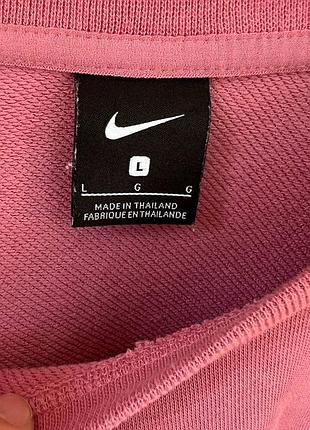 L
L G G
MADE IN THAILAND
FABRIQUE EN THAILANDE